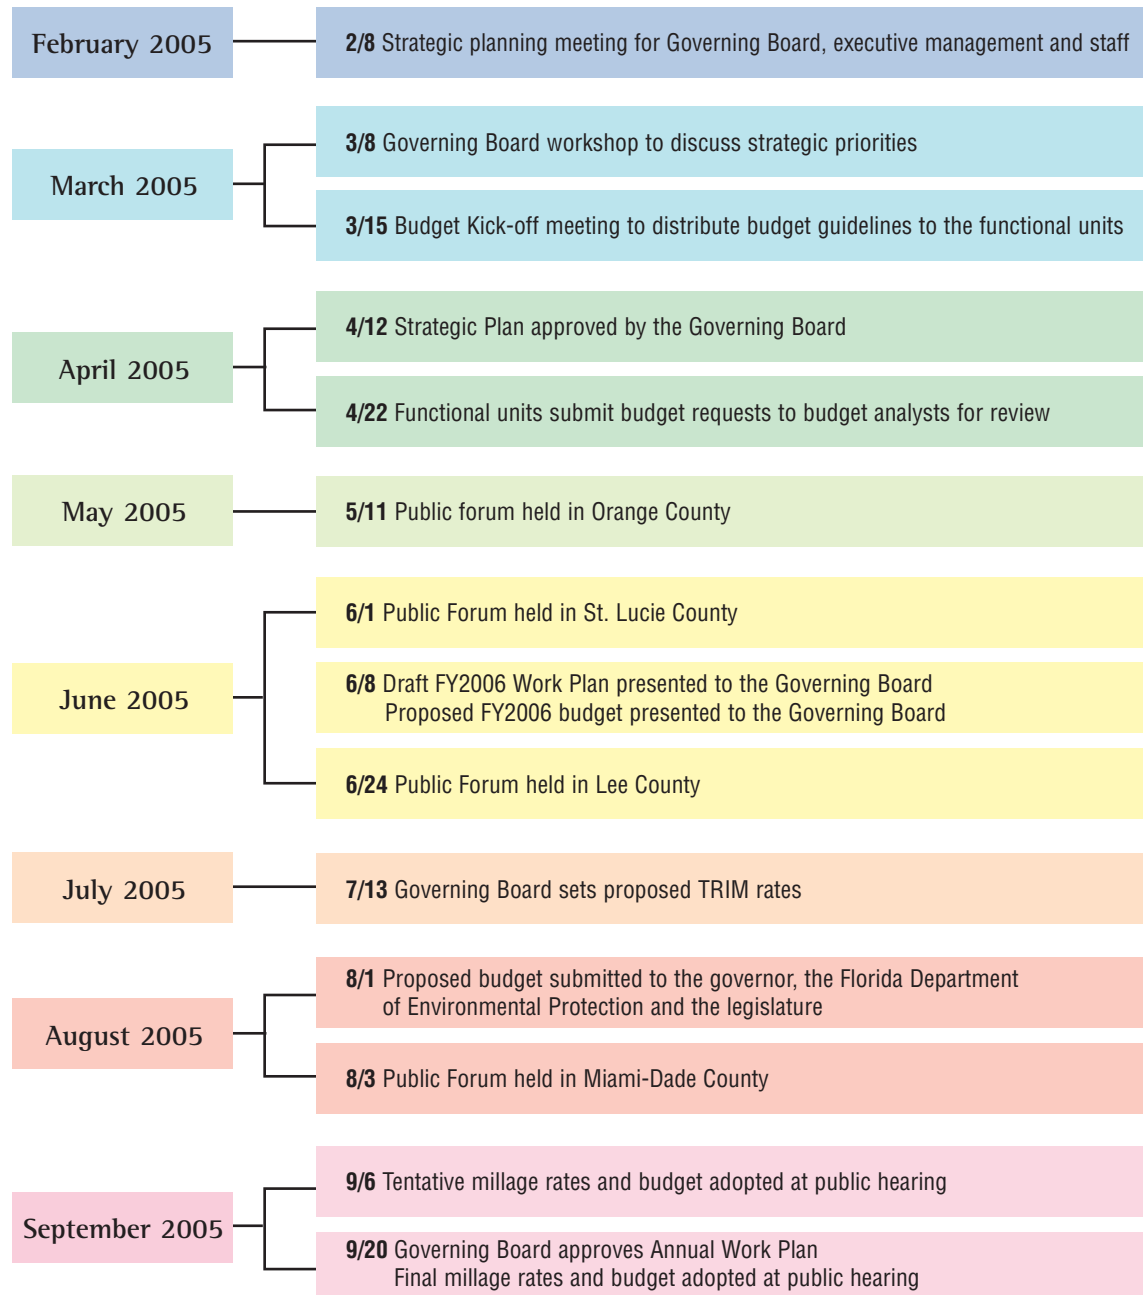 February 2005
2/8 Strategic planning meeting for Governing Board, executive management and staff
March 2005
3/8 Governing Board workshop to discuss strategic priorities
3/15 Budget Kick-off meeting to distribute budget guidelines to the functional units
April 2005
4/12 Strategic Plan approved by the Governing Board
4/22 Functional units submit budget requests to budget analysts for review
May 2005
5/11 Public forum held in Orange County
June 2005
6/1 Public Forum held in St. Lucie County
6/8 Draft FY2006 Work Plan presented to the Governing Board
Proposed FY2006 budget presented to the Governing Board
6/24 Public Forum held in Lee County
July 2005
7/13 Governing Board sets proposed TRIM rates
August 2005
8/1 Proposed budget submitted to the governor, the Florida Department
of Environmental Protection and the legislature
8/3 Public Forum held in Miami-Dade County
September 2005
9/6 Tentative millage rates and budget adopted at public hearing
9/20 Governing Board approves Annual Work Plan
Final millage rates and budget adopted at public hearing